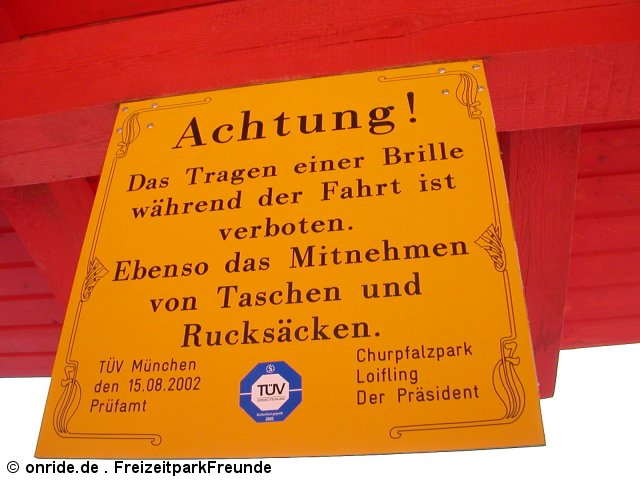 Achtung!
Das Tragen einer Brille
während der Fahrt ist
verboten.
Ebenso das Mitnehmen
von Taschen und
Rucksäcken.
TÜV München
den 15.08.2002
Prüfamt
TÜV
Churpfalzpark
Loifling
Der Präsident
© onride.de . FreizeitparkFreunde